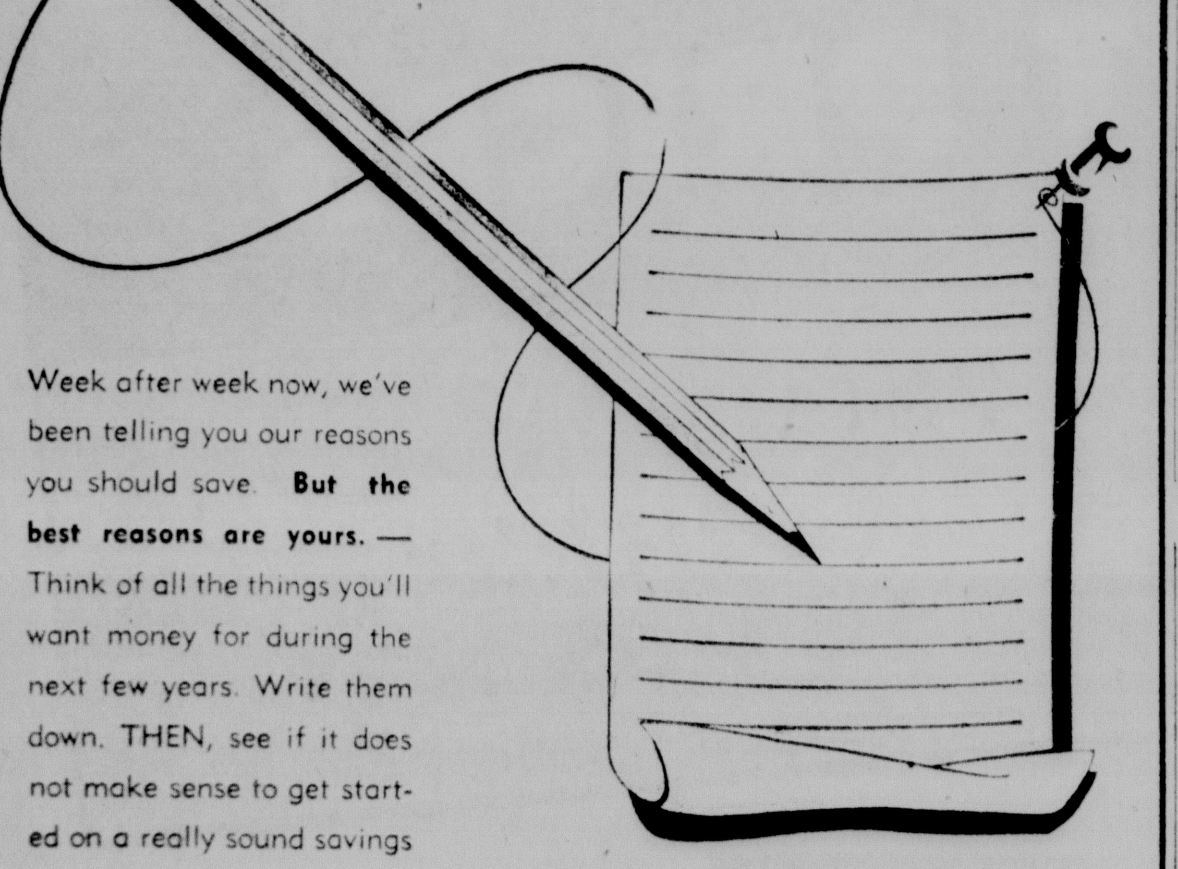 Week after week now, we've
been telling you our reasons
you should save. But the
best reasons are yours. —
Think of all the things you'll
want money for during the
next few years. Write them
down. THEN, see if it does
not make sense to get start-
ed on a really sound savings